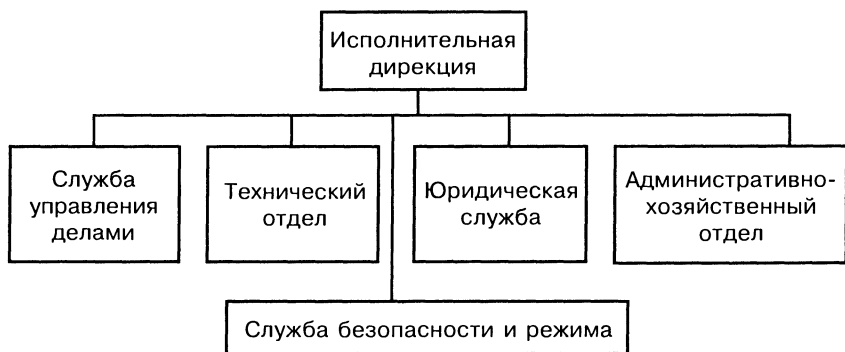 Исполнительная
дирекция
Служба
управления
делами
Технический
отдел
Юридическая
служба
Административно-
хозяйственный
отдел
Служба безопасности и режима